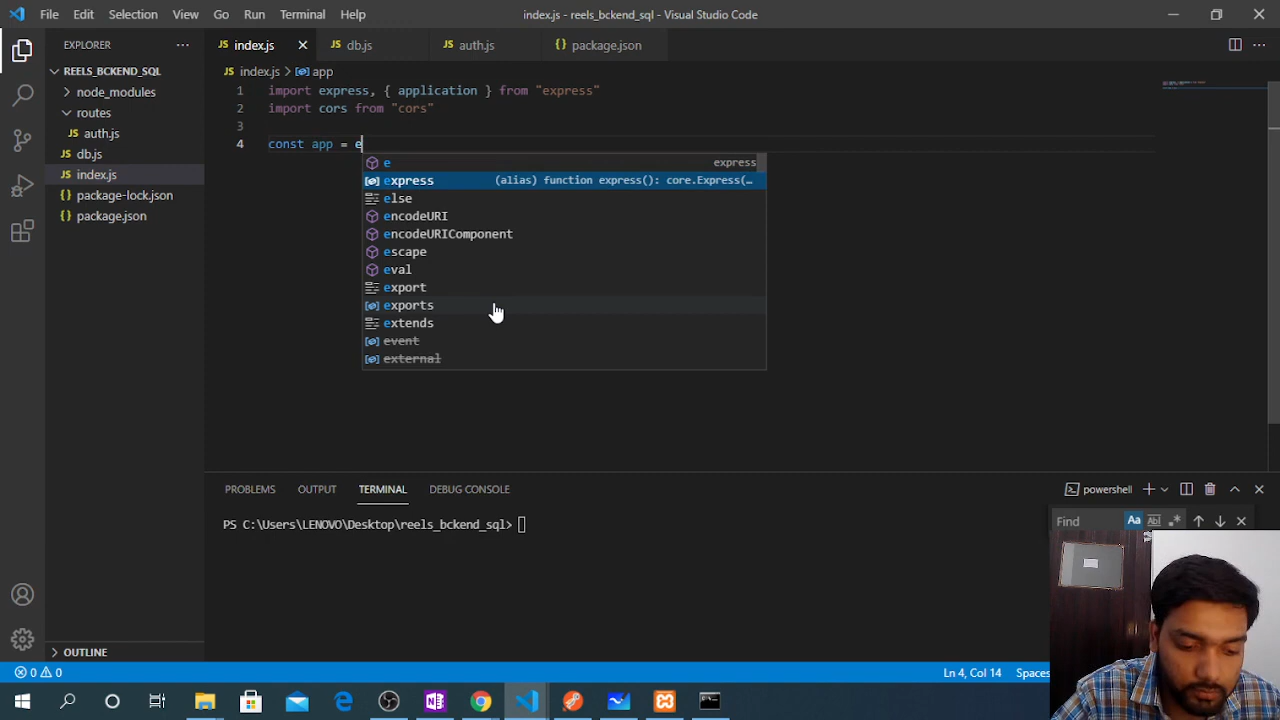 File Edit Selection View Go Run Terminal Help index.js - reels_bckend_sql - Visual Studio Code
EXPLORER
index.js db.js auth.js package.json
REELS_BCKEND_SQL
node_modules
routes
auth.js
db.js
index.js
package-lock.json
package.json
OUTLINE
index.js > app
1 import express, { application } from "express"
2 import cors from "cors"
3
4 const app = e
e express
express (alias) function express(): core.Express(…
else
encodeURI
encodeURIComponent
escape
eval
export
exports
extends
event
external
PROBLEMS OUTPUT TERMINAL DEBUG CONSOLE
powershell
PS C:\Users\LENOVO\Desktop\reels_bckend_sql>
Find Aa Abl
0 0 Ln 4, Col 14 Spaces